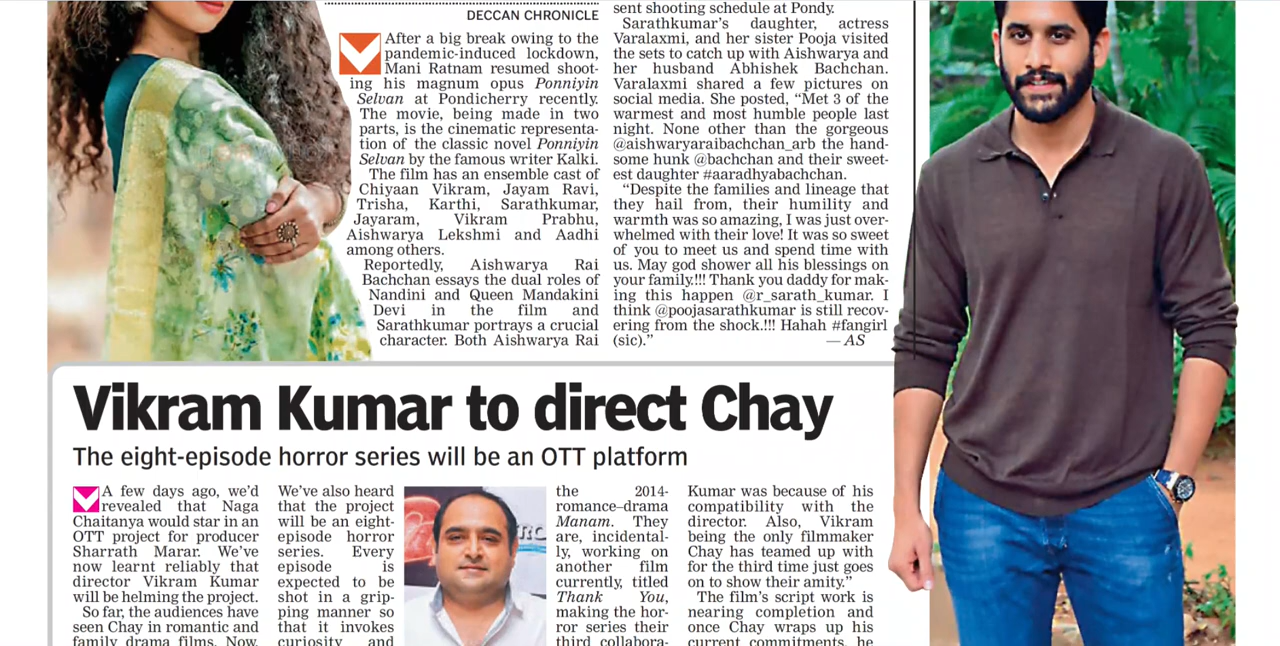 DECCAN CHRONICLE
After a big break owing to the
pandemic-induced lockdown,
Mani Ratnam resumed shoot-
ing his magnum opus Ponniyin
Selvan at Pondicherry recently.
The movie, being made in two
parts, is the cinematic representa-
tion of the classic novel Ponniyin
Selvan by the famous writer Kalki.
The film has an ensemble cast of
Chiyaan Vikram, Jayam Ravi,
Trisha, Karthi, Sarathkumar,
Jayaram, Vikram Prabhu,
Aishwarya Lekshmi and Aadhi
among others.
Reportedly, Aishwarya Rai
Bachchan essays the dual roles of
Nandini and Queen Mandakini
Devi in the film and
Sarathkumar portrays a crucial
character. Both Aishwarya Rai
sent shooting schedule at Pondy.
Sarathkumar's daughter, actress
Varalaxmi, and her sister Pooja visited
the sets to catch up with Aishwarya and
her husband Abhishek Bachchan.
Varalaxmi shared a few pictures on
social media. She posted, “Met 3 of the
warmest and most humble people last
night. None other than the gorgeous
@aishwaryaraibachchan_arb the hand-
some hunk @bachchan and their sweet-
est daughter #aaradhyabachchan.
“Despite the families and lineage that
they hail from, their humility and
warmth was so amazing, I was just over-
whelmed with their love! It was so sweet
of you to meet us and spend time with
us. May god shower all his blessings on
your family.!!! Thank you daddy for mak-
ing this happen @r_sarath_kumar. I
think @poojasarathkumar is still recov-
ering from the shock.!!! Hahah #fangirl
(sic).” — AS
Vikram Kumar to direct Chay
The eight-episode horror series will be an OTT platform
A few days ago, we'd
revealed that Naga
Chaitanya would star in an
OTT project for producer
Sharrath Marar. We've
now learnt reliably that
director Vikram Kumar
will be helming the project.
So far, the audiences have
seen Chay in romantic and
family drama films. Now,
We've also heard
that the project
will be an eight-
episode horror
series. Every
episode is
expected to be
shot in a grip-
ping manner so
that it invokes
curiosity and
the 2014-
romance–drama
Manam. They
are, incidental-
ly, working on
another film
currently, titled
Thank You,
making the hor-
ror series their
third collabora-
Kumar was because of his
compatibility with the
director. Also, Vikram
being the only filmmaker
Chay has teamed up with
for the third time just goes
on to show their amity.”
The film's script work is
nearing completion and
once Chay wraps up his
current commitments, he